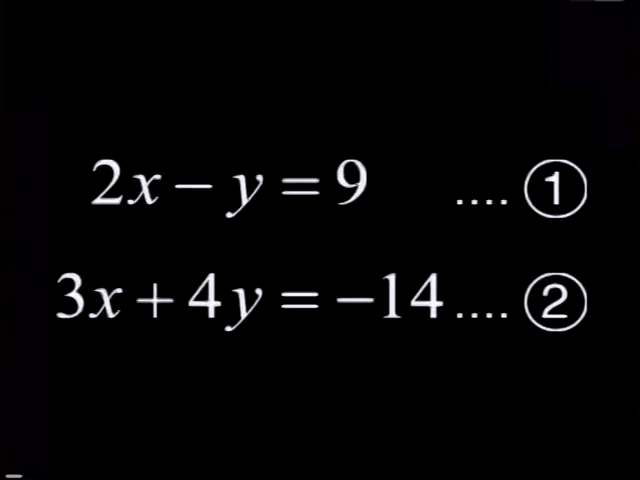 2x − y = 9 .... ①
3x + 4y = −14 .... ②